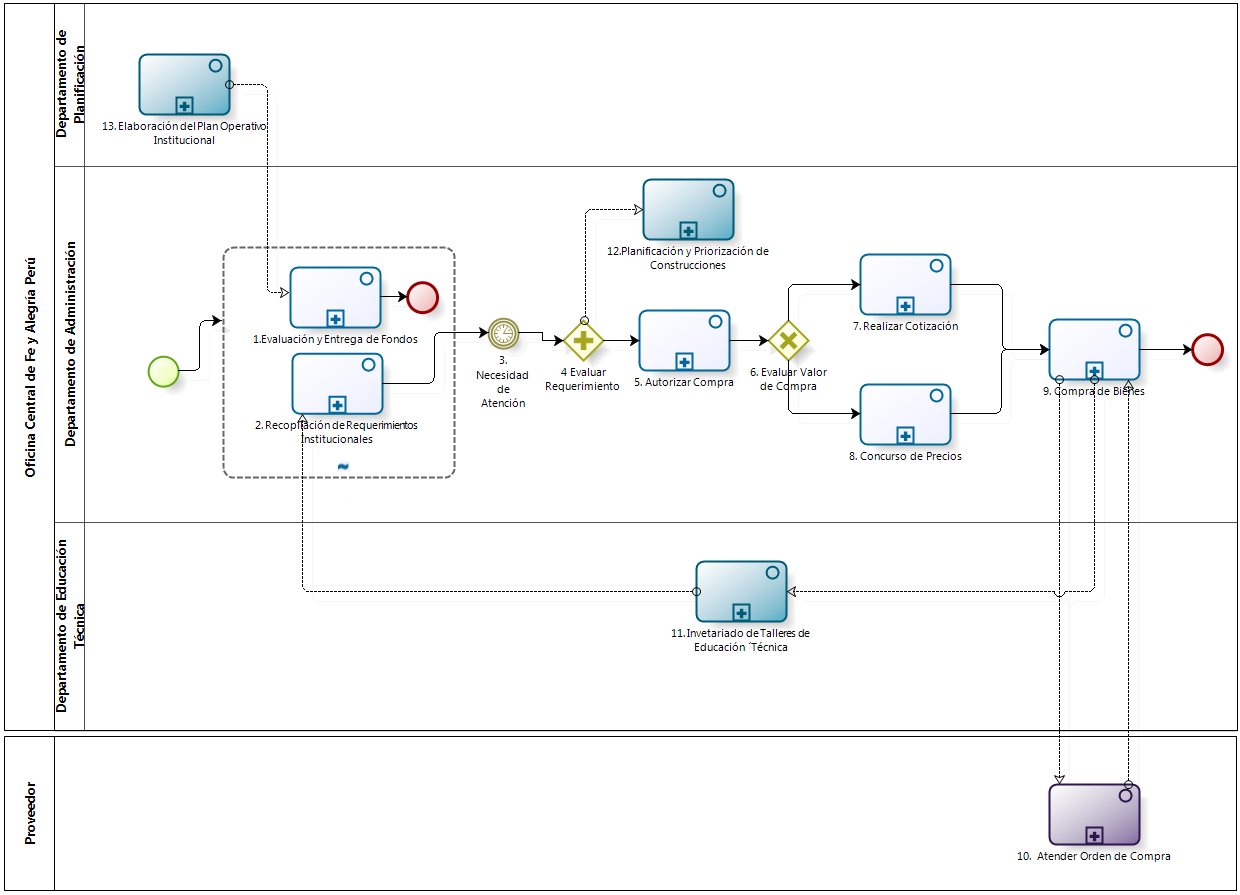 Oficina Central de Fe y Alegría Perú
Departamento de
Planificación
13. Elaboración del Plan Operativo
Institucional
Departamento de Administración
12.Planificación y Priorización de
Construcciones
1.Evaluación y Entrega de Fondos
2. Recopilación de Requerimientos
Institucionales
3.
Necesidad
de
Atención
4 Evaluar
Requerimiento
5. Autorizar Compra
6. Evaluar Valor
de Compra
7. Realizar Cotización
8. Concurso de Precios
9. Compra de Bienes
Departamento de Educación
Técnica
11.Invetariado de Talleres de
Educación ´Técnica
Proveedor
10. Atender Orden de Compra